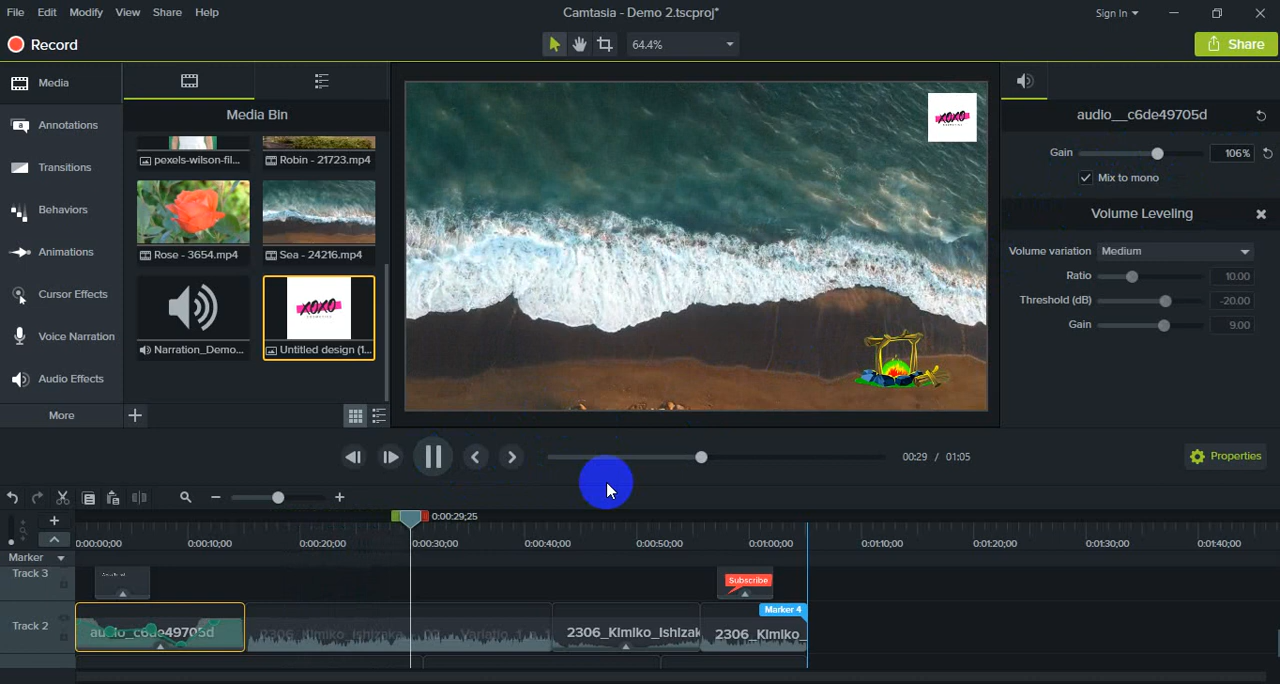 File Edit Modify View Share Help
Camtasia - Demo 2.tscproj*
Sign In
Record
64.4%
Share
Media
Annotations
Transitions
Behaviors
Animations
Cursor Effects
Voice Narration
Audio Effects
More
Media Bin
pexels-wilson-fil...
Robin - 21723.mp4
Rose - 3654.mp4
Sea - 24216.mp4
XOXO
Narration_Demo...
Untitled design (1...
XOXO
audio__c6de49705d
Gain 106%
Mix to mono
Volume Leveling
Volume variation Medium
Ratio 10.00
Threshold (dB) -20.00
Gain 9.00
00:29 / 01:05
Properties
0:00:29;25
0:00:00;00 0:00:10;00 0:00:20;00 0:00:30;00 0:00:40;00 0:00:50;00 0:01:00;00 0:01:10;00 0:01:20;00 0:01:30;00 0:01:40;00
Marker
Track 3
Subscribe
Marker 4
Track 2
audio_c6de49705d
2306_Kimiko_Ishizak
2306_Kimiko_